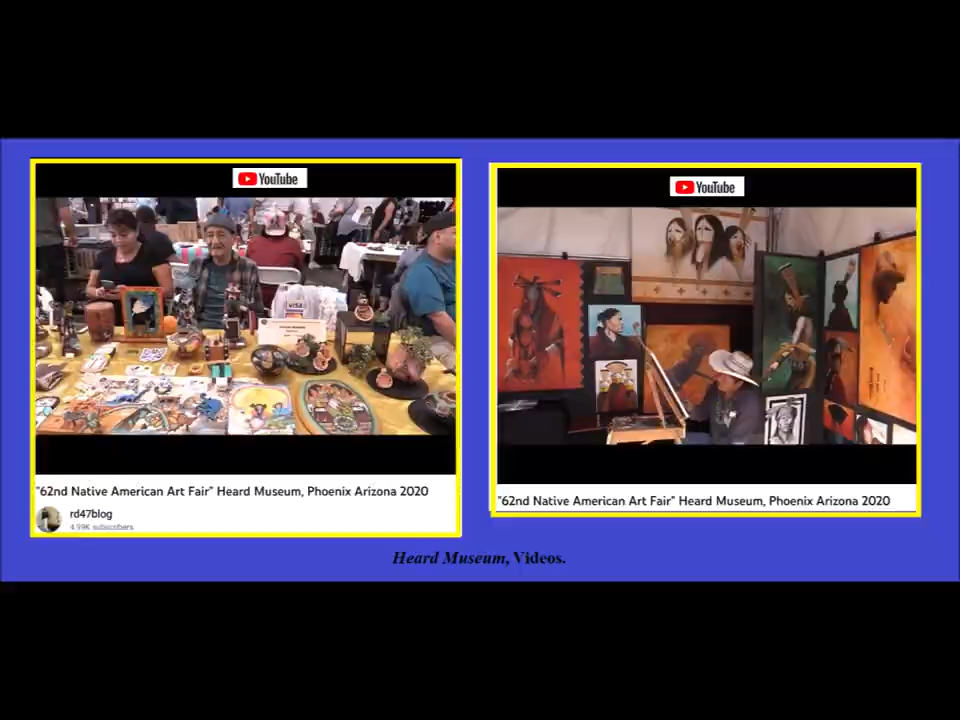 YouTube
VISA
"62nd Native American Art Fair" Heard Museum, Phoenix Arizona 2020
rd47blog
4.99K subscribers
YouTube
"62nd Native American Art Fair" Heard Museum, Phoenix Arizona 2020
Heard Museum, Videos.